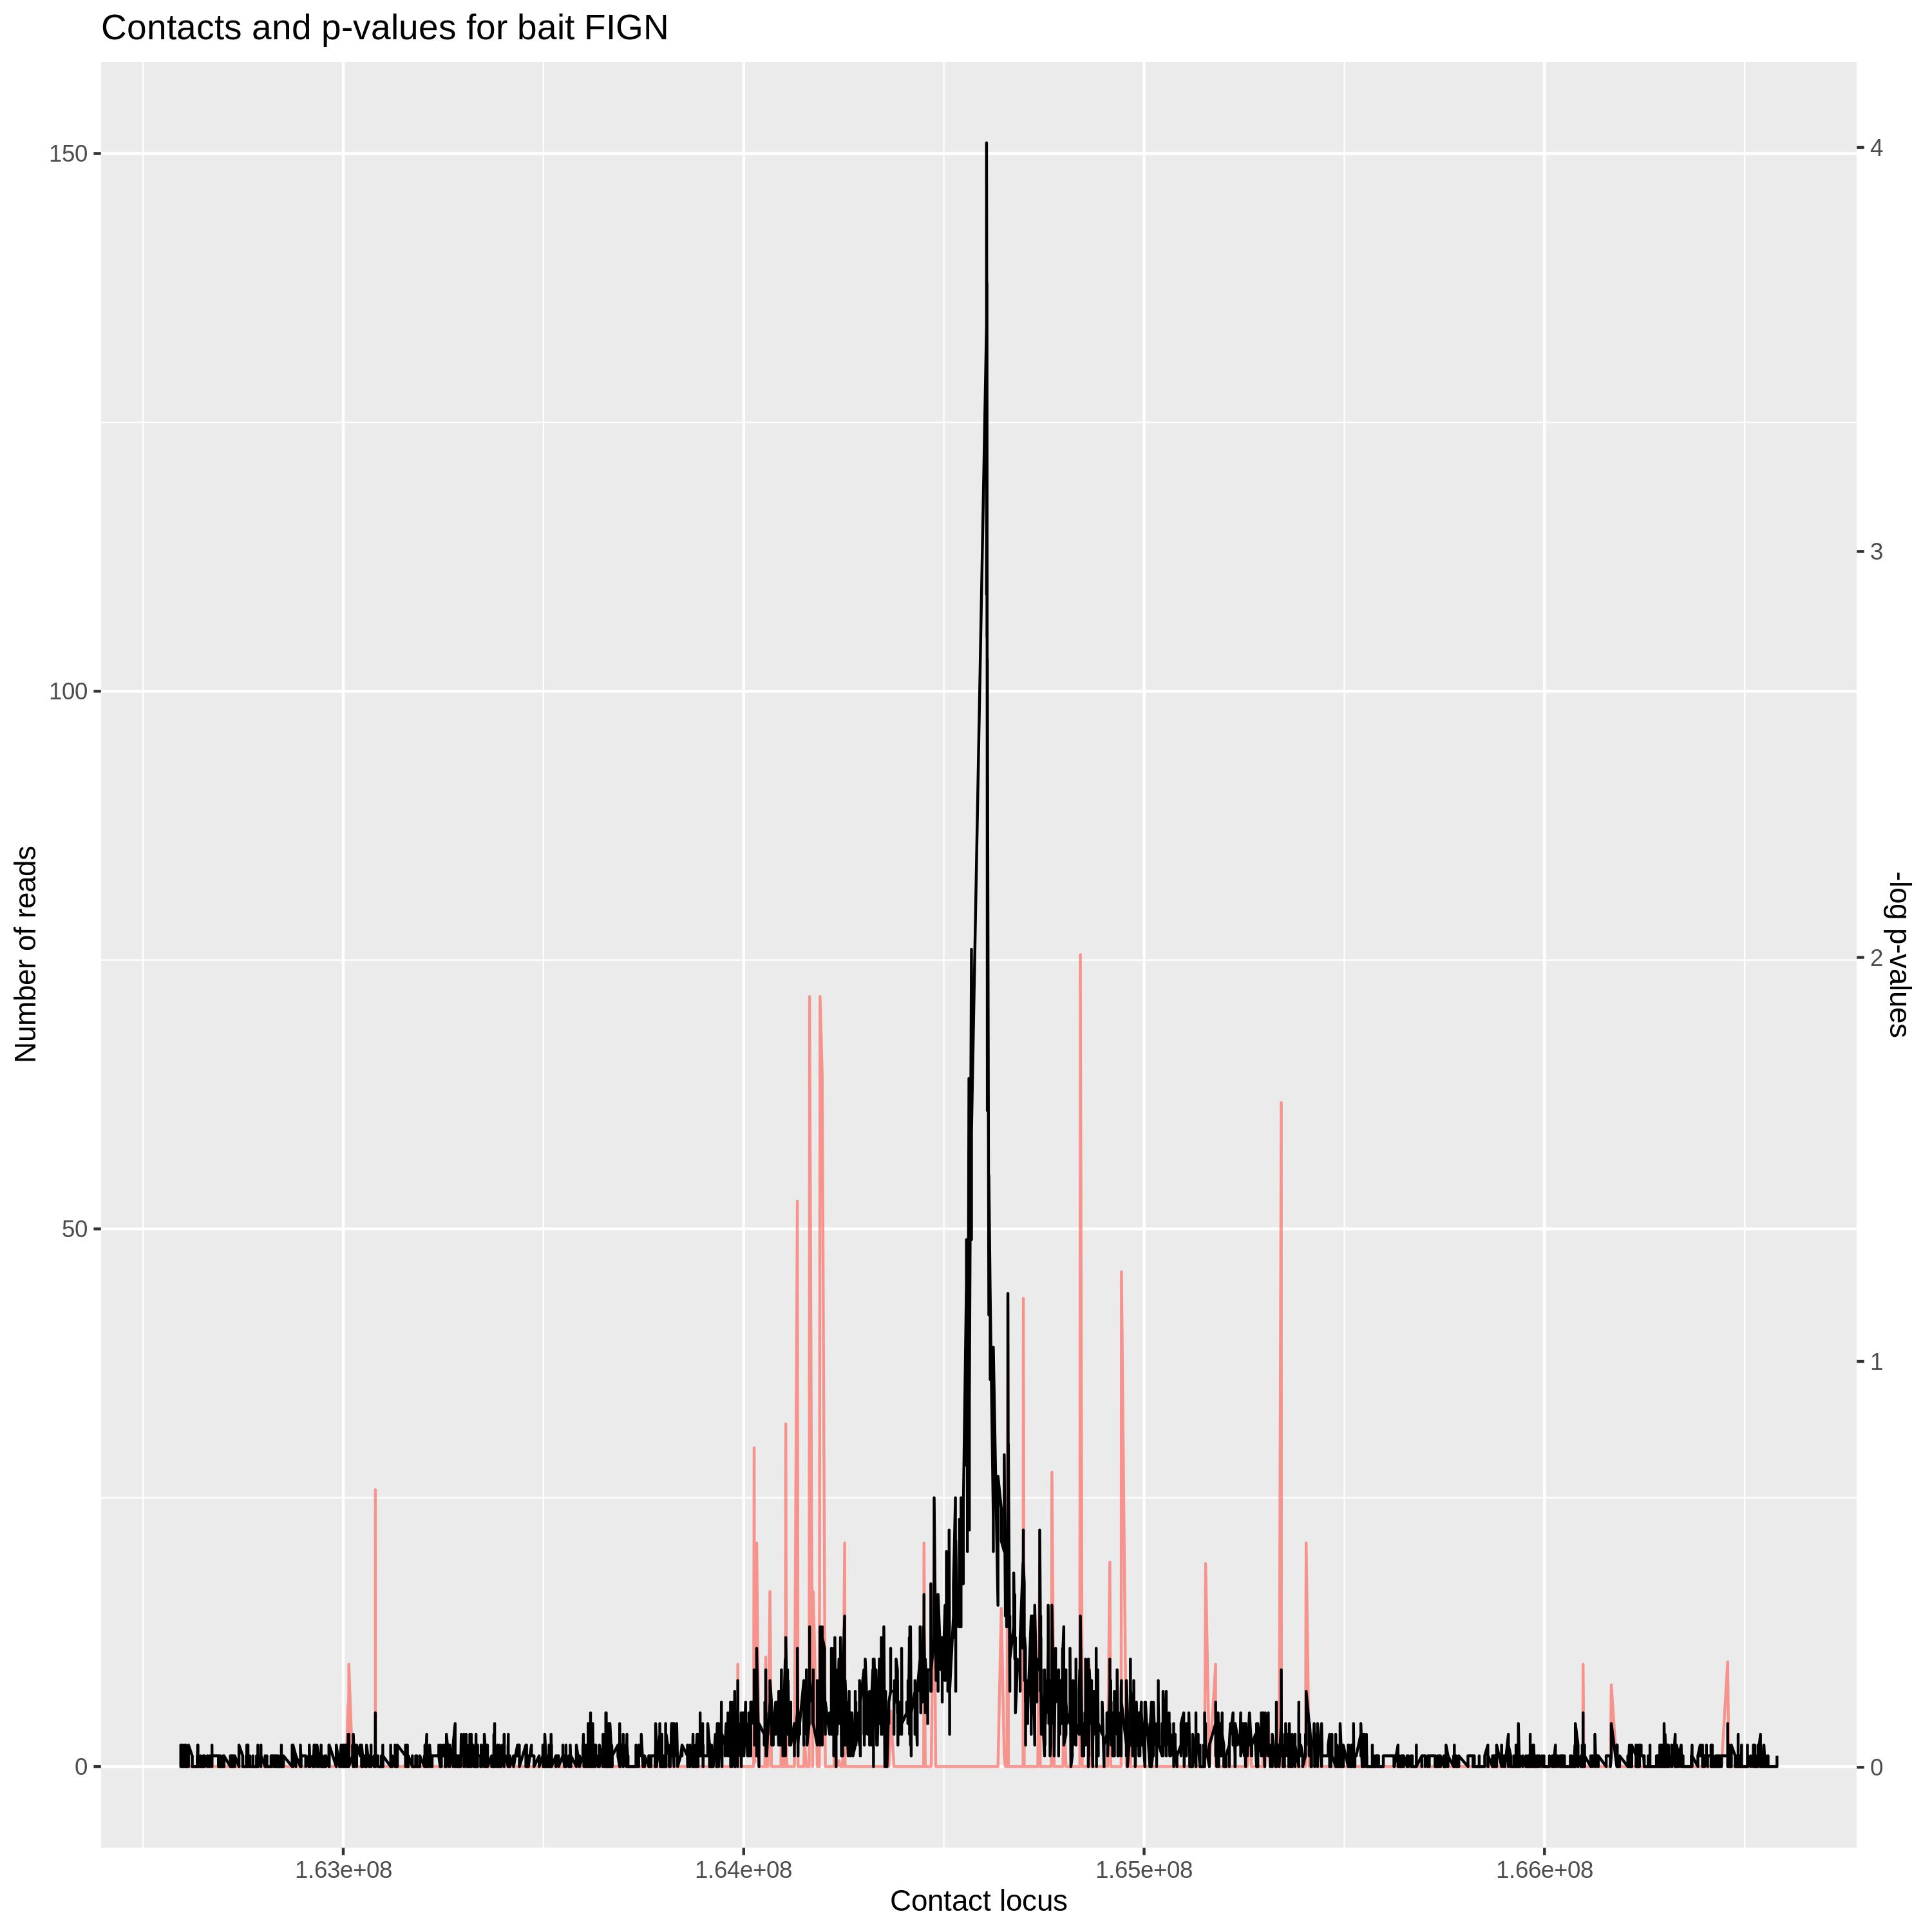 Contacts and p-values for bait FIGN
150
100
50
0
Number of reads
4
3
2
1
0
-log p-values
1.63e+08
1.64e+08
1.65e+08
1.66e+08
Contact locus